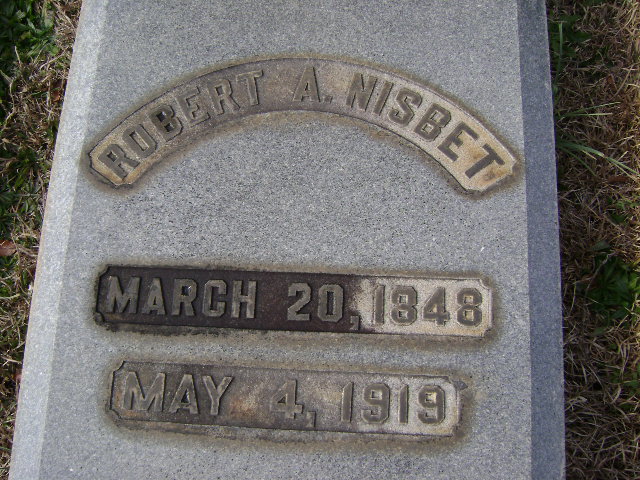 ROBERT A. NISBET
MARCH 20, 1848
MAY 4, 1919